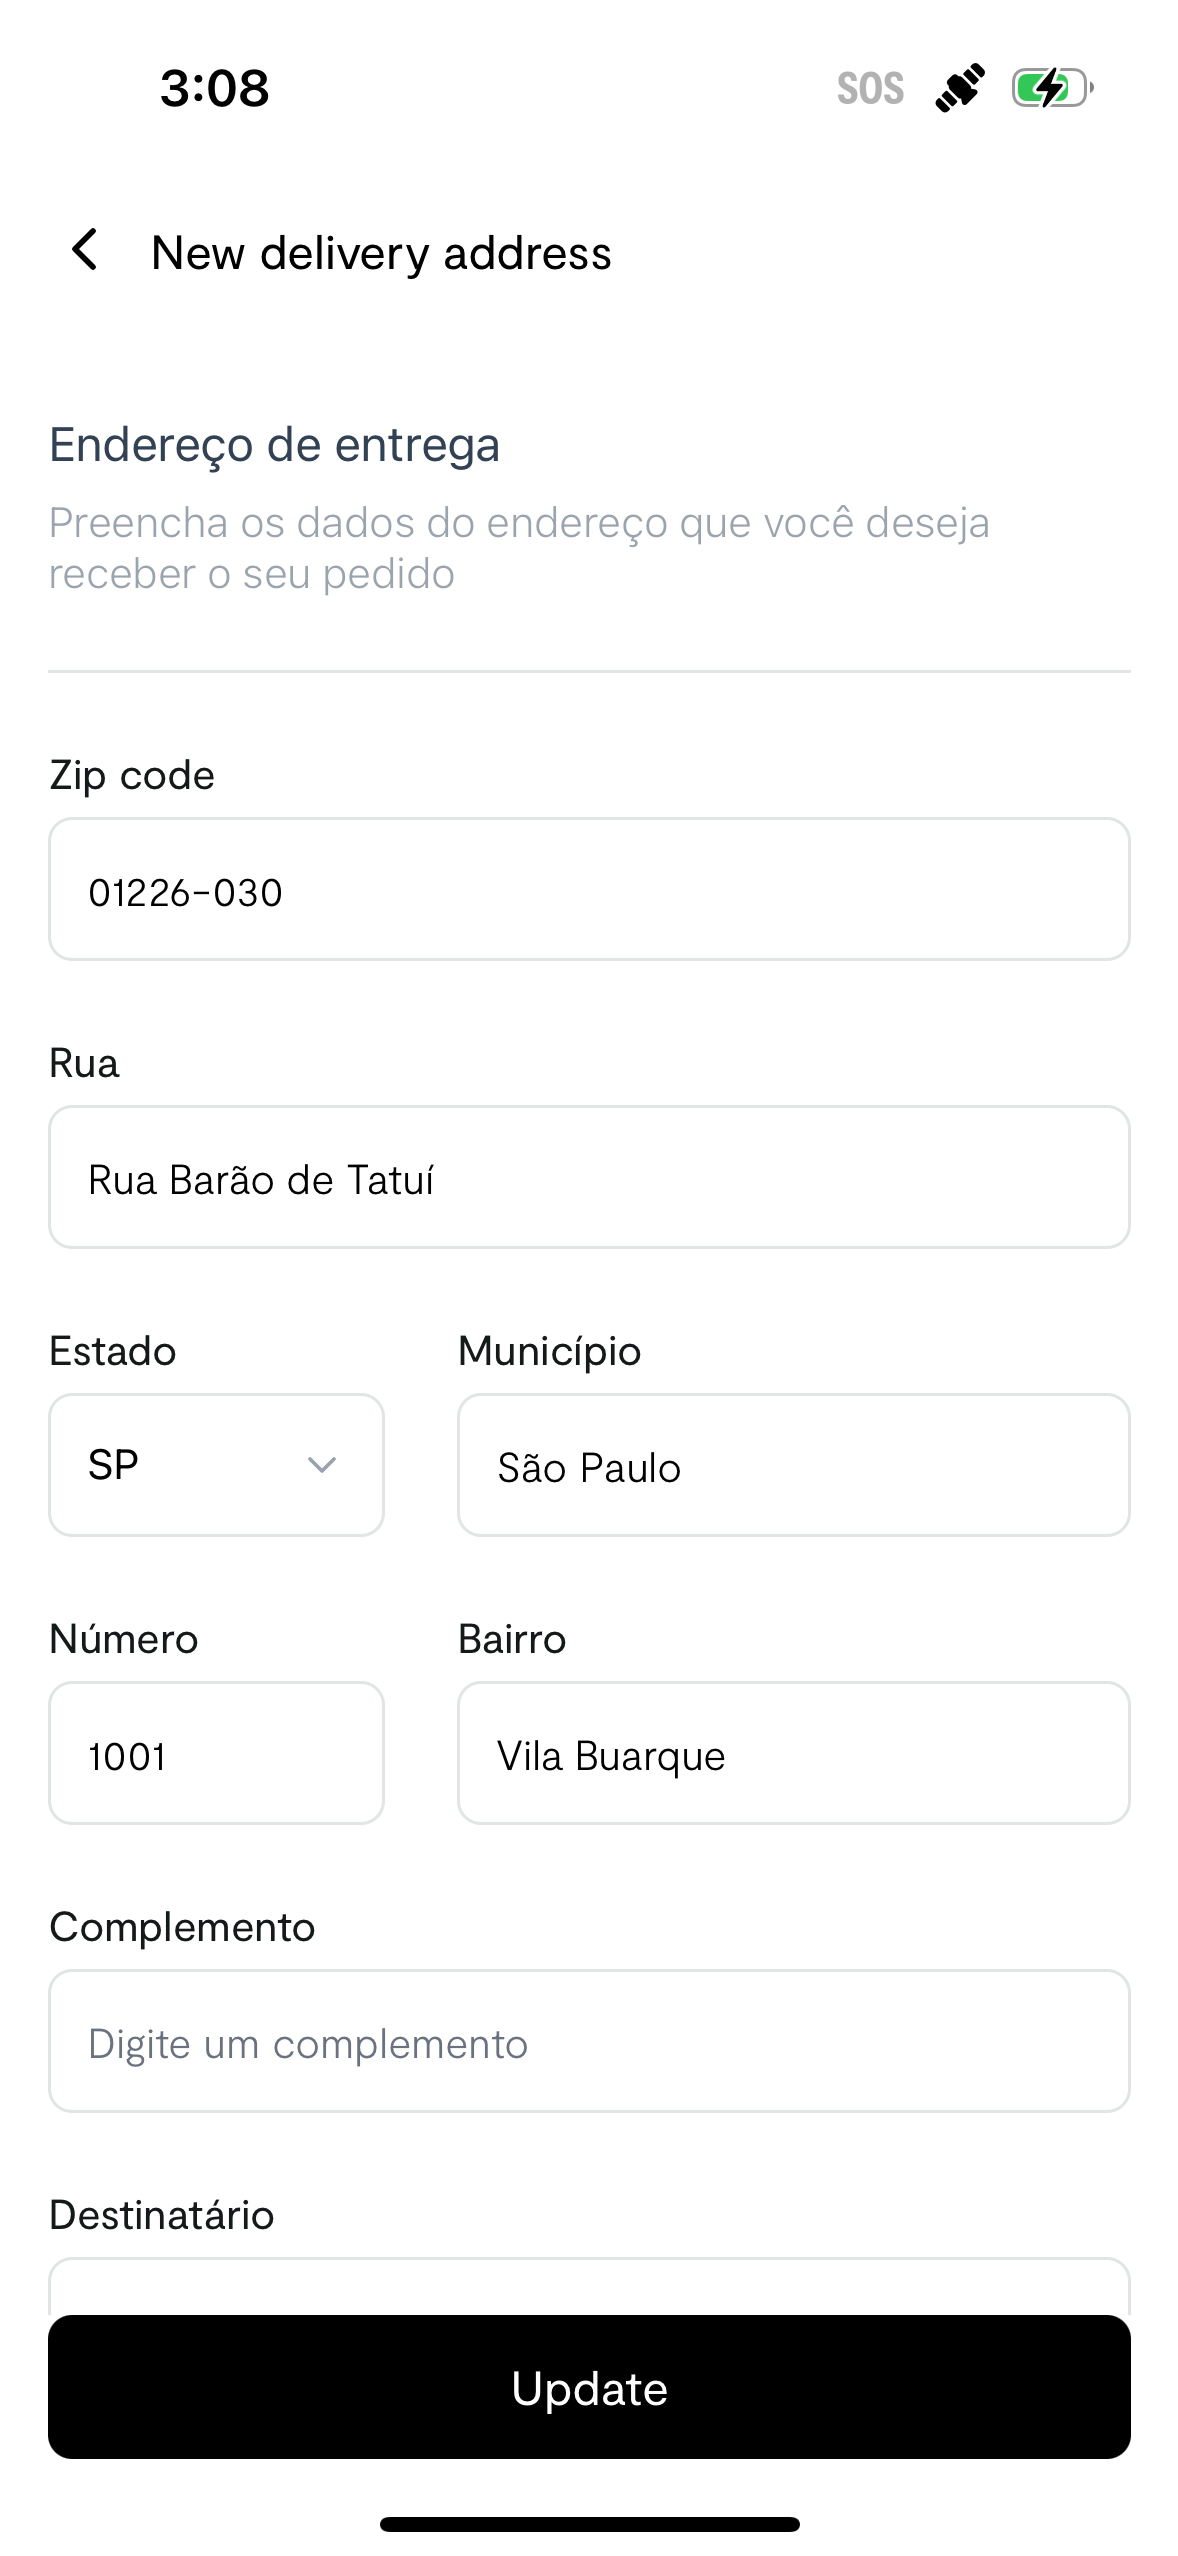 3:08
SOS
New delivery address
Endereço de entrega
Preencha os dados do endereço que você deseja
receber o seu pedido
Zip code
01226-030
Rua
Rua Barão de Tatuí
Estado
Município
SP
São Paulo
Número
Bairro
1001
Vila Buarque
Complemento
Digite um complemento
Destinatário
Update